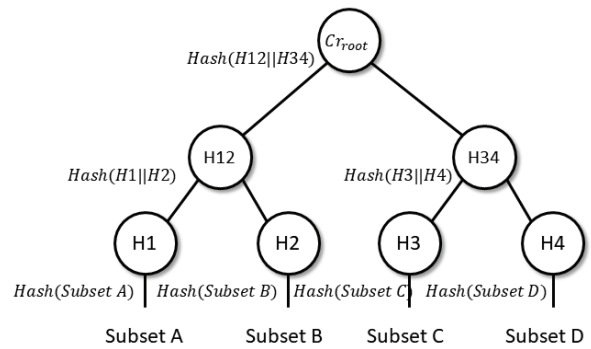 Cr_root
Hash(H12||H34)
H12
H34
Hash(H1||H2)
Hash(H3||H4)
H1
H2
H3
H4
Hash(Subset A)
Hash(Subset B)
Hash(Subset C)
Hash(Subset D)
Subset A
Subset B
Subset C
Subset D